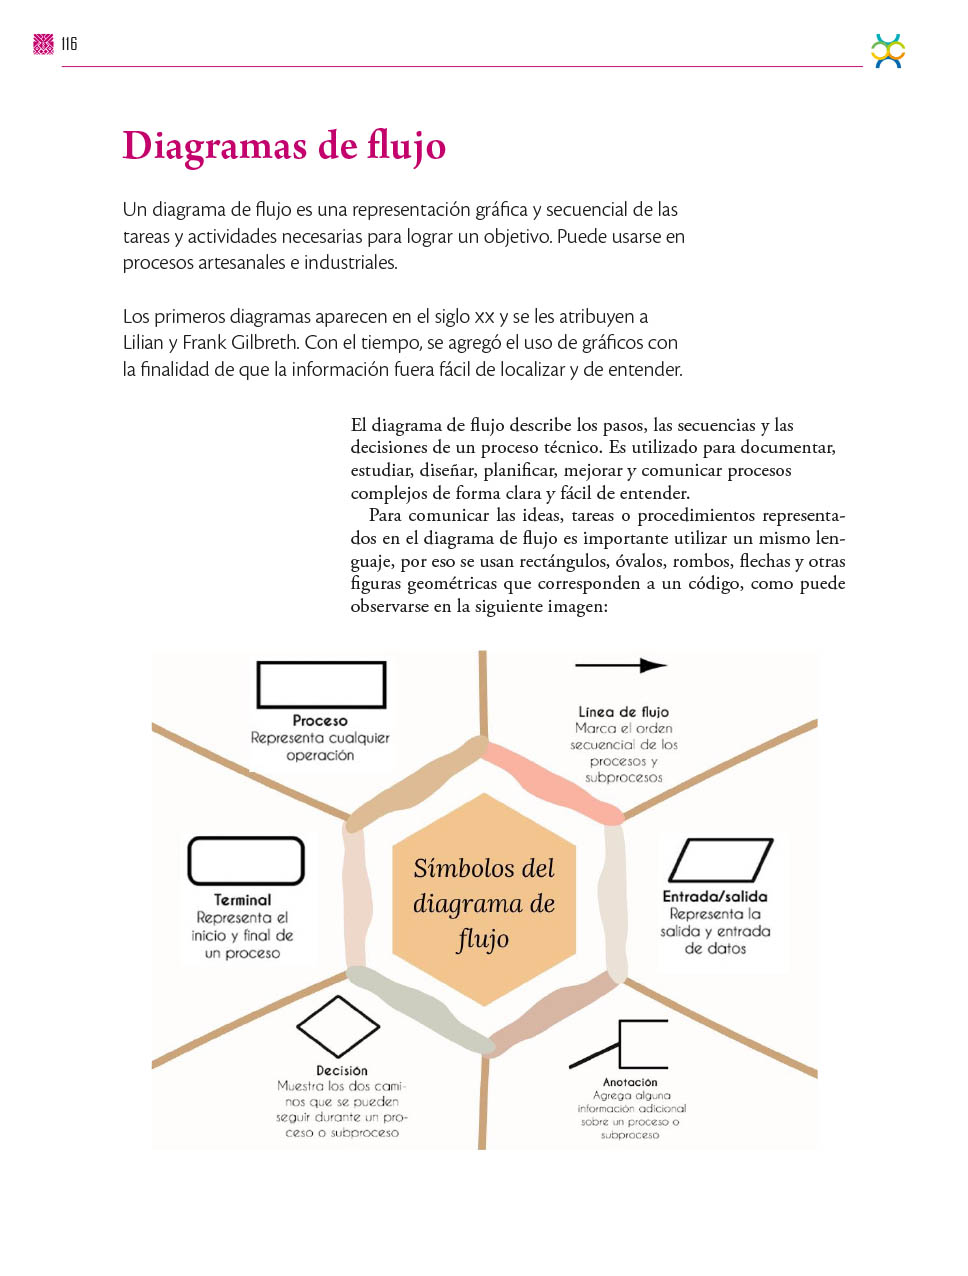 116
Diagramas de flujo
Un diagrama de flujo es una representación gráfica y secuencial de las
tareas y actividades necesarias para lograr un objetivo. Puede usarse en
procesos artesanales e industriales.
Los primeros diagramas aparecen en el siglo XX y se les atribuyen a
Lilian y Frank Gilbreth. Con el tiempo, se agregó el uso de gráficos con
la finalidad de que la información fuera fácil de localizar y de entender.
El diagrama de flujo describe los pasos, las secuencias y las
decisiones de un proceso técnico. Es utilizado para documentar,
estudiar, diseñar, planificar, mejorar y comunicar procesos
complejos de forma clara y fácil de entender.
Para comunicar las ideas, tareas o procedimientos representa-
dos en el diagrama de flujo es importante utilizar un mismo len-
guaje, por eso se usan rectángulos, óvalos, rombos, flechas y otras
figuras geométricas que corresponden a un código, como puede
observarse en la siguiente imagen:
Proceso
Representa cualquier
operación
Línea de flujo
Marca el orden
secuencial de los
procesos y
subprocesos
Terminal
Representa el
inicio y final de
un proceso
Símbolos del
diagrama de
flujo
Entrada/salida
Representa la
salida y entrada
de datos
Decisión
Muestra los dos cami-
nos que se pueden
seguir durante un pro-
ceso o subproceso
Anotación
Agrega alguna
información adicional
sobre un proceso o
subproceso